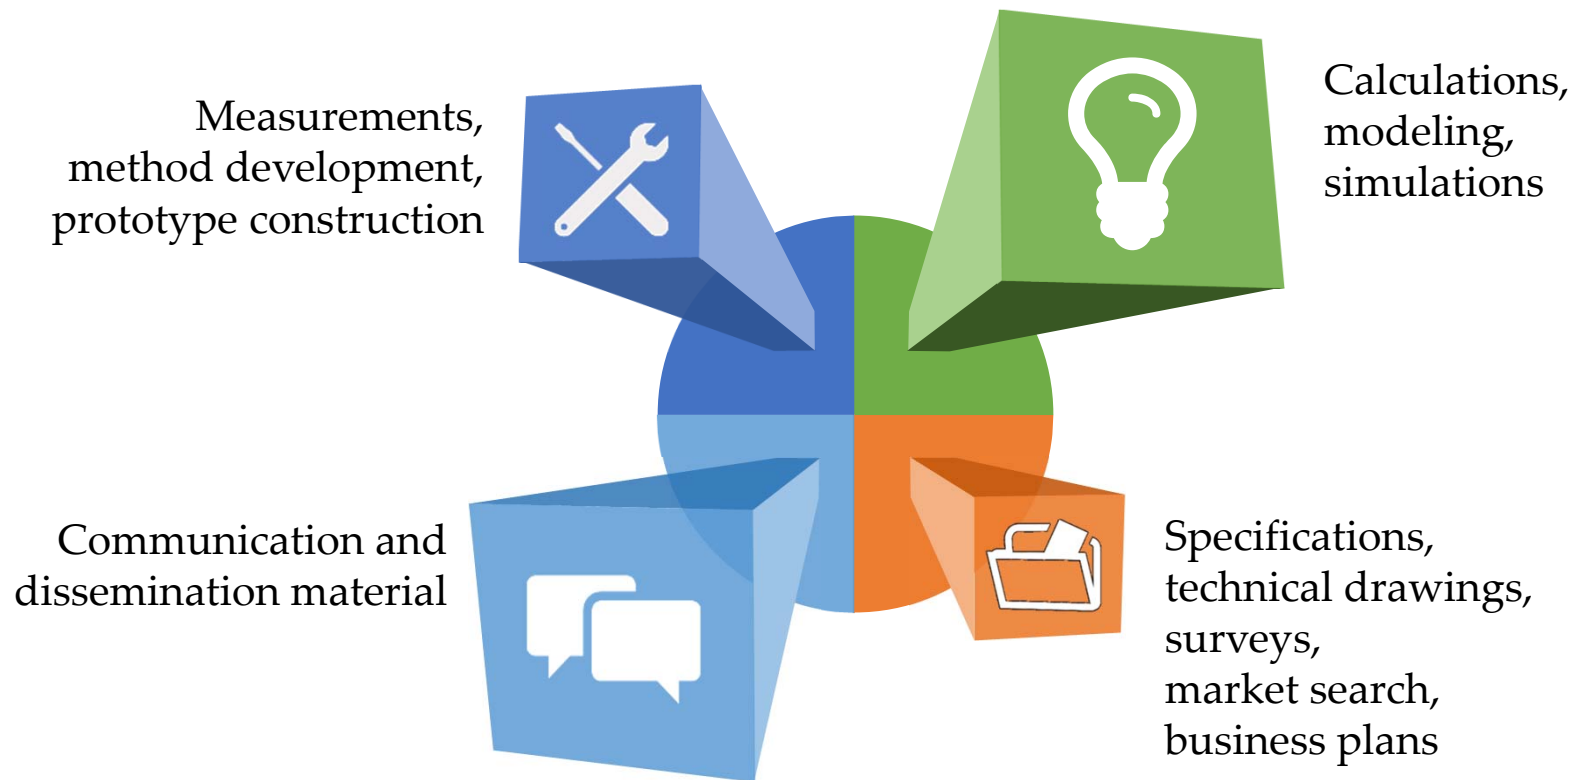 Measurements,
method development,
prototype construction
Calculations,
modeling,
simulations
Communication and
dissemination material
Specifications,
technical drawings,
surveys,
market search,
business plans